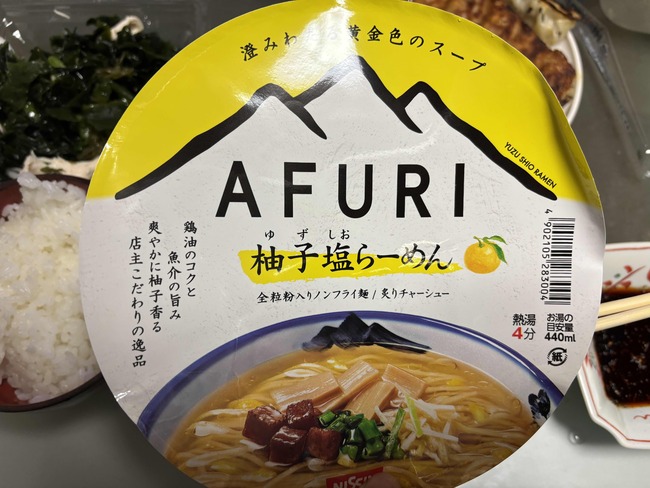 澄みわたる黄金色のスープ
YUZU SHIO RAMEN
AFURI
ゆずしお
柚子塩らーめん
全粒粉入りノンフライ麺/炙りチャーシュー
鶏油のコクと
魚介の旨み
爽やかに柚子香る
店主こだわりの逸品
4 902105 283004
熱湯
4分
お湯の
目安量
440ml
紙
NISSIN